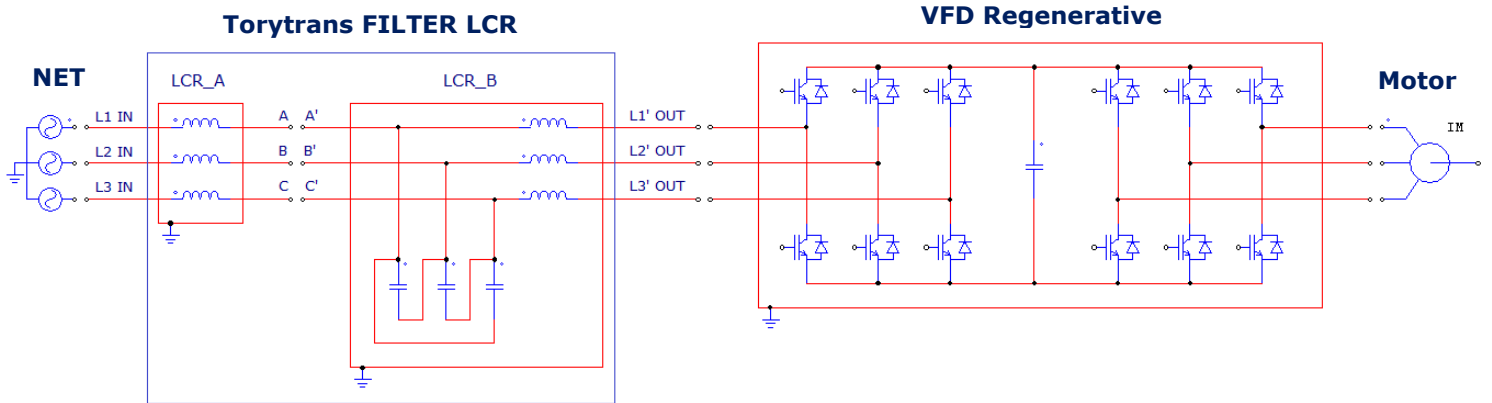 Torytrans FILTER LCR
VFD Regenerative
NET
Motor
LCR_A
LCR_B
L1 IN
A
A'
L1' OUT
L2 IN
B
B'
L2' OUT
L3 IN
C
C'
L3' OUT
IM